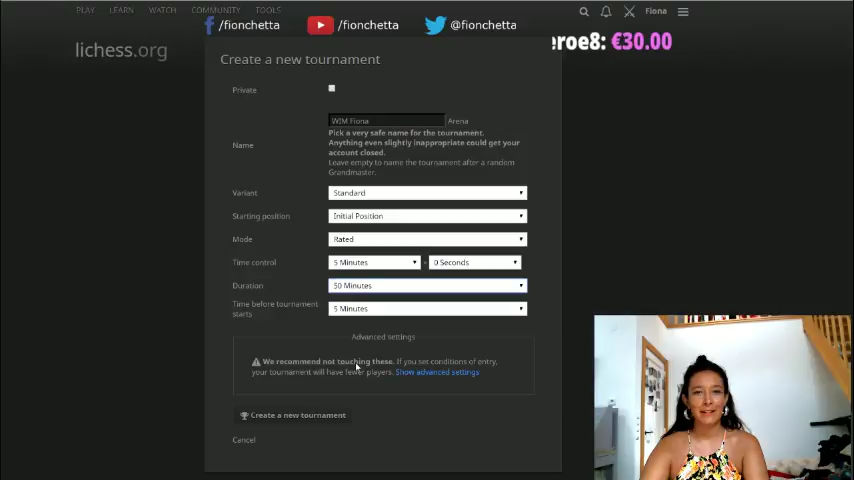 PLAY LEARN WATCH COMMUNITY TOOLS Fiona
/fionchetta /fionchetta @fionchetta
eroe8: €30.00
lichess.org
Create a new tournament
Private
WIM Fiona Arena
Name
Pick a very safe name for the tournament.
Anything even slightly inappropriate could get your
account closed.
Leave empty to name the tournament after a random
Grandmaster.
Variant Standard
Starting position Initial Position
Mode Rated
Time control 5 Minutes + 0 Seconds
Duration 50 Minutes
Time before tournament
starts
5 Minutes
Advanced settings
We recommend not touching these. If you set conditions of entry,
your tournament will have fewer players. Show advanced settings
Create a new tournament
Cancel